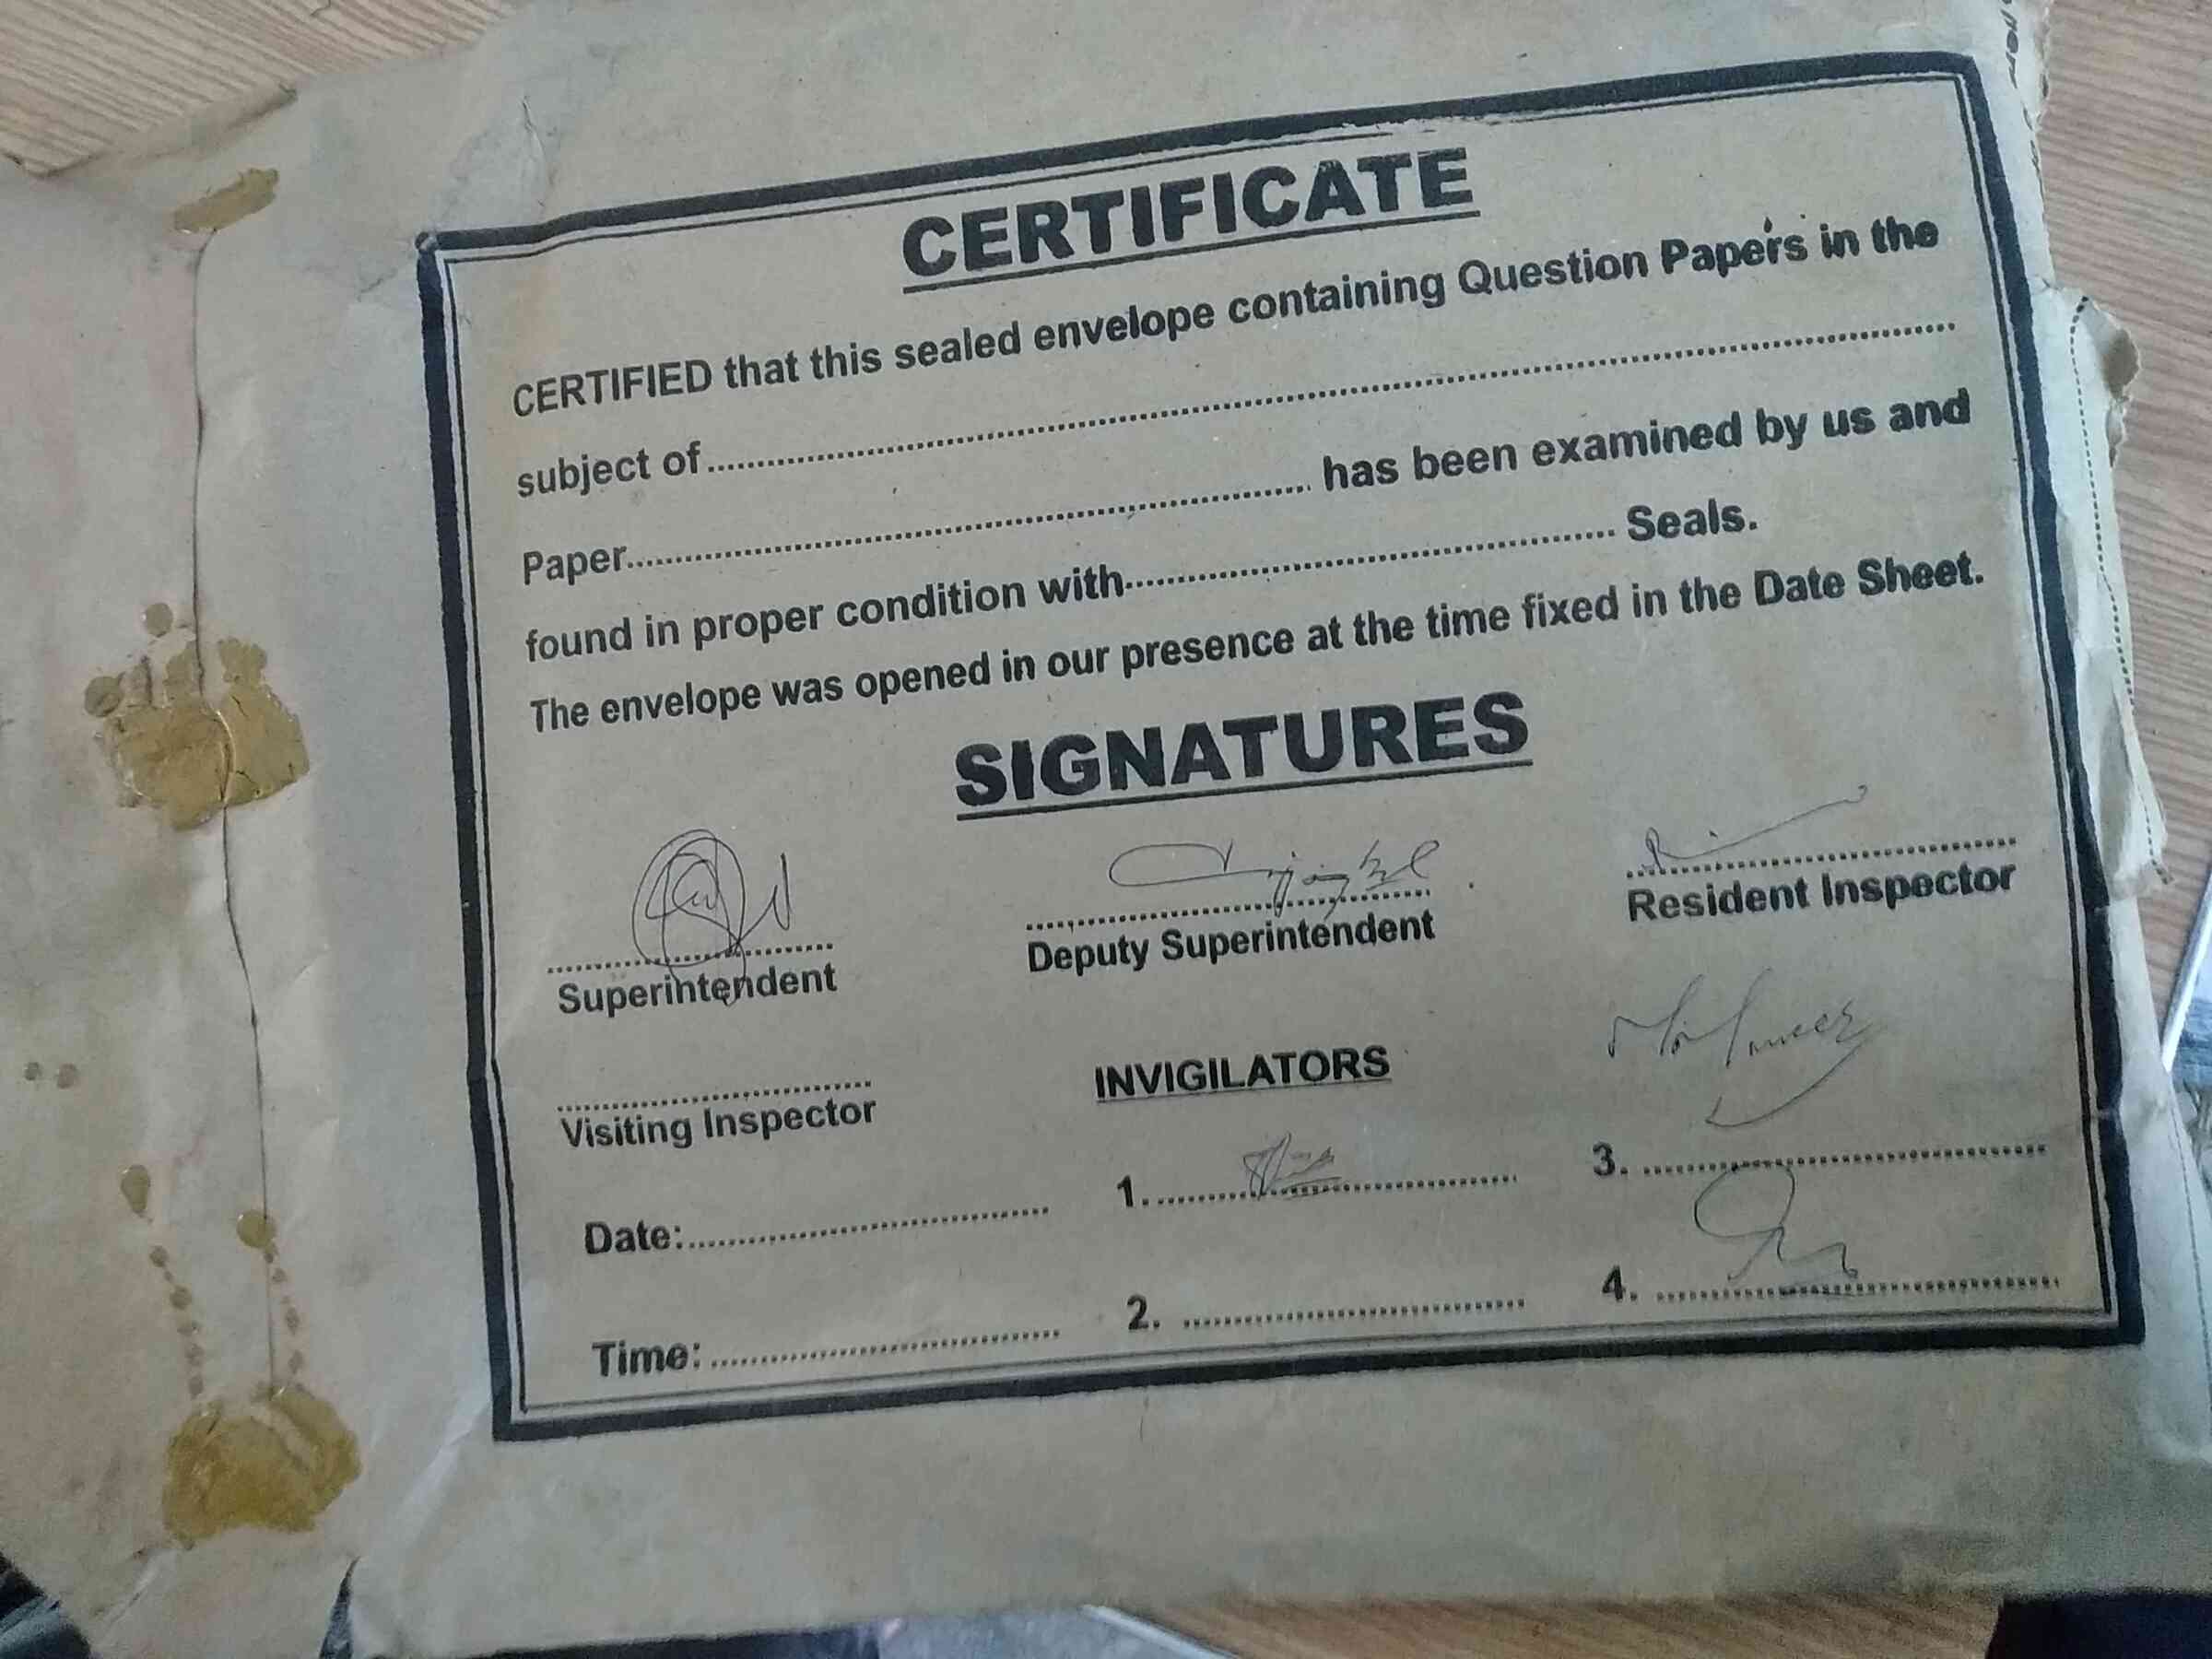 CERTIFICATE
CERTIFIED that this sealed envelope containing Question Papers in the
subject of
Paper has been examined by us and
found in proper condition with Seals.
The envelope was opened in our presence at the time fixed in the Date Sheet.
SIGNATURES
Superintendent Deputy Superintendent Resident Inspector
Visiting Inspector INVIGILATORS
Date: 1. 3.
Time: 2. 4.